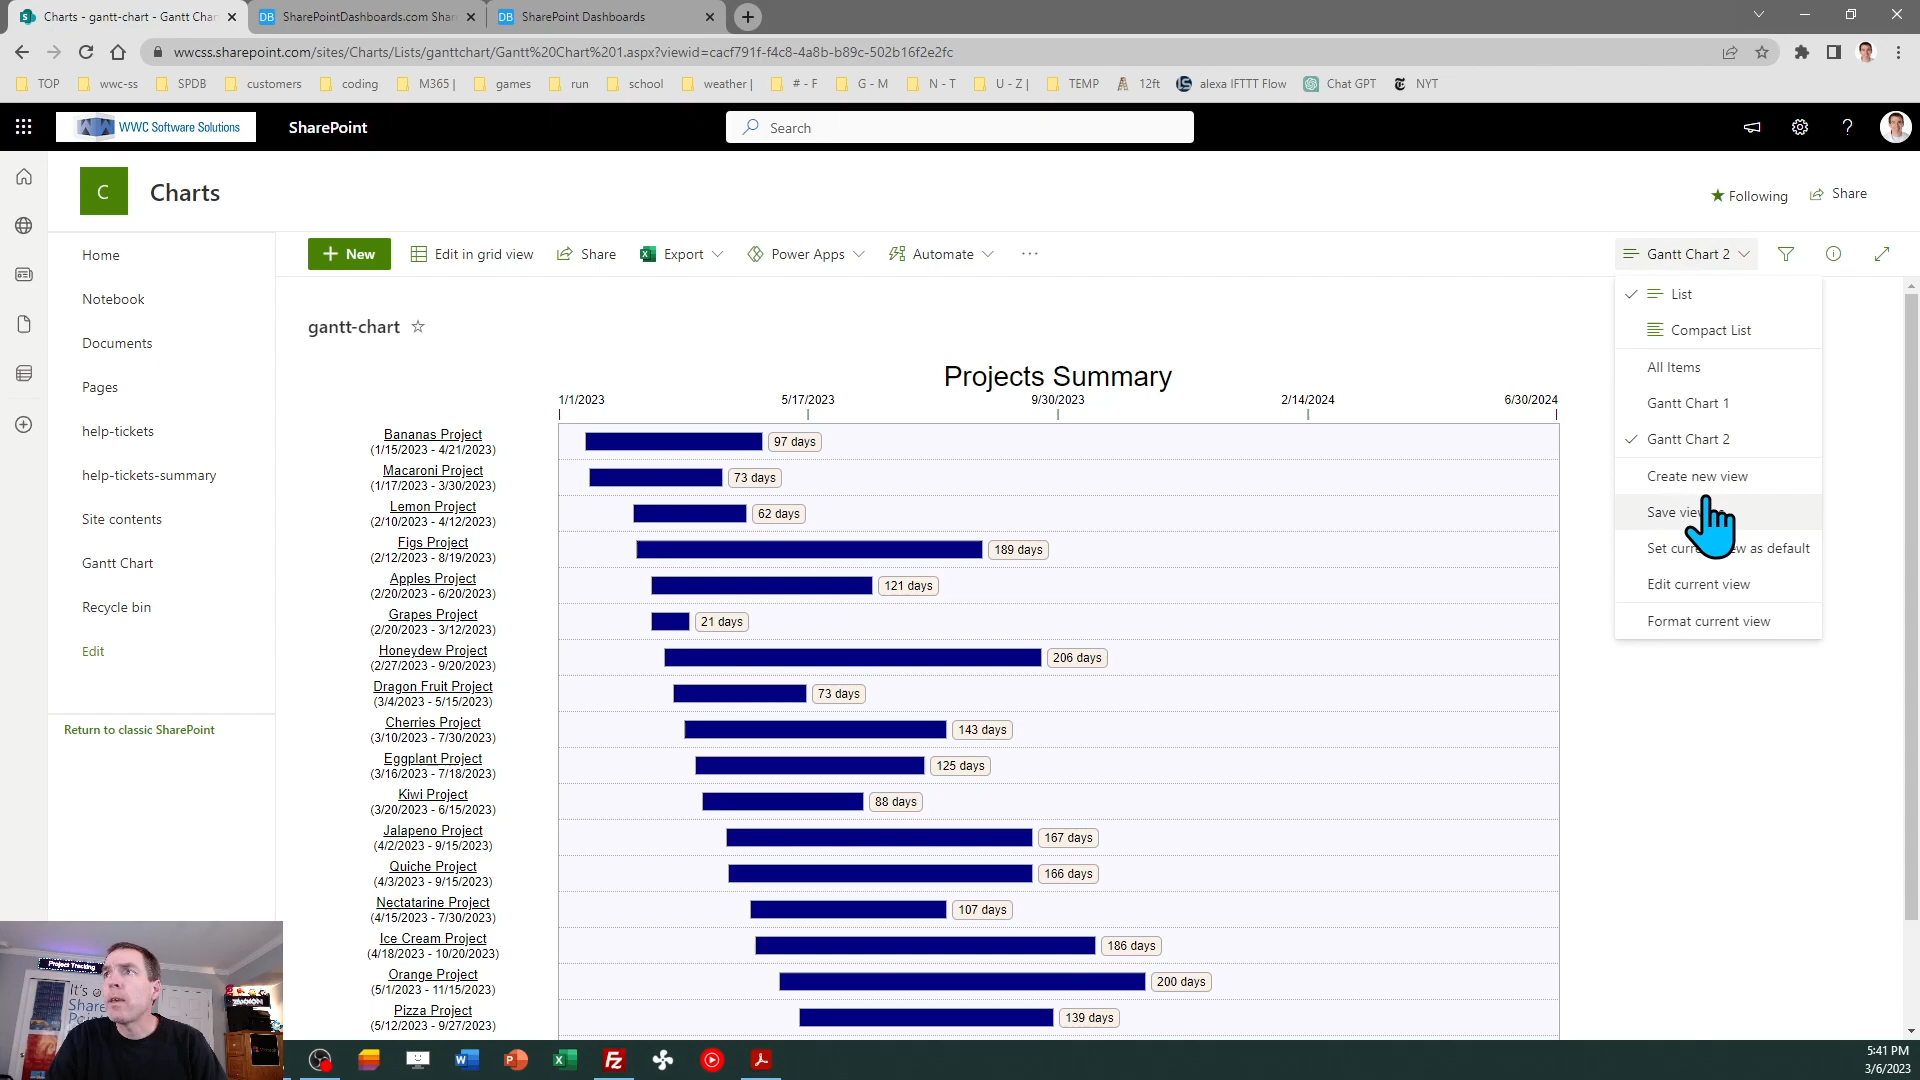 Charts - gantt-chart - Gantt Char
SharePointDashboards.com Shar
SharePoint Dashboards
wwcss.sharepoint.com/sites/Charts/Lists/ganttchart/Gantt%20Chart%201.aspx?viewid=cacf791f-f4c8-4a8b-b89c-502b16f2e2fc
TOP wwc-ss SPDB customers coding M365 | games run school weather | # - F G - M N - T U - Z | TEMP 12ft alexa IFTTT Flow Chat GPT NYT
WWC Software Solutions SharePoint Search
C Charts
Following Share
Home
Notebook
Documents
Pages
help-tickets
help-tickets-summary
Site contents
Gantt Chart
Recycle bin
Edit
Return to classic SharePoint
New Edit in grid view Share Export Power Apps Automate ... Gantt Chart 2
List
Compact List
All Items
Gantt Chart 1
Gantt Chart 2
Create new view
Save view
Set curr w as default
Edit current view
Format current view
gantt-chart
Projects Summary
1/1/2023 5/17/2023 9/30/2023 2/14/2024 6/30/2024
Bananas Project
(1/15/2023 - 4/21/2023)
97 days
Macaroni Project
(1/17/2023 - 3/30/2023)
73 days
Lemon Project
(2/10/2023 - 4/12/2023)
62 days
Figs Project
(2/12/2023 - 8/19/2023)
189 days
Apples Project
(2/20/2023 - 6/20/2023)
121 days
Grapes Project
(2/20/2023 - 3/12/2023)
21 days
Honeydew Project
(2/27/2023 - 9/20/2023)
206 days
Dragon Fruit Project
(3/4/2023 - 5/15/2023)
73 days
Cherries Project
(3/10/2023 - 7/30/2023)
143 days
Eggplant Project
(3/16/2023 - 7/18/2023)
125 days
Kiwi Project
(3/20/2023 - 6/15/2023)
88 days
Jalapeno Project
(4/2/2023 - 9/15/2023)
167 days
Quiche Project
(4/3/2023 - 9/15/2023)
166 days
Nectatarine Project
(4/15/2023 - 7/30/2023)
107 days
Ice Cream Project
(4/18/2023 - 10/20/2023)
186 days
Orange Project
(5/1/2023 - 11/15/2023)
200 days
Pizza Project
(5/12/2023 - 9/27/2023)
139 days
Project Tracking
It's
Share
Po
5:41 PM
3/6/2023